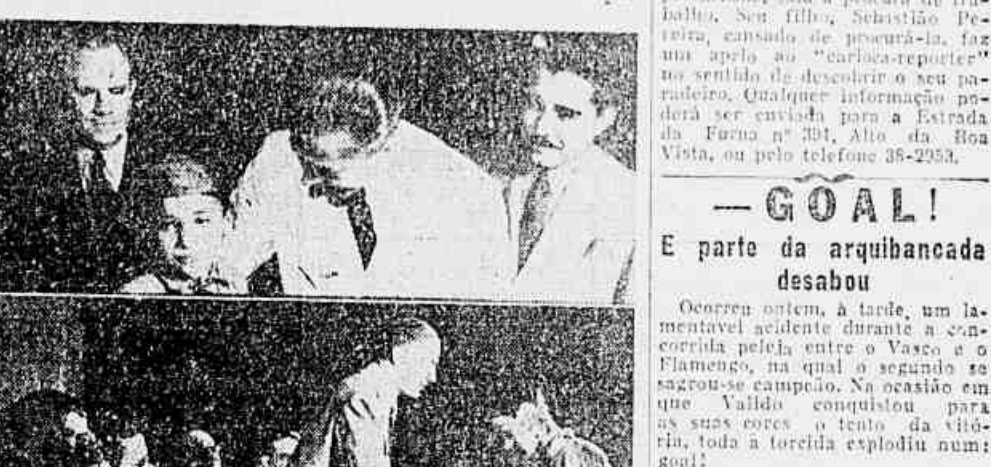 balho. Seu filho, Sebastião Pe-
reira, cansado de procurá-la, faz
um apelo ao "carioca-reporter"
no sentido de descobrir o seu pa-
radeiro. Qualquer informação po-
derá ser enviada para a Estrada
da Furna nº 391, Alto da Boa
Vista, ou pelo telefone 38-2953.
— GOAL!
E parte da arquibancada
desabou
Ocorreu ontem, à tarde, um la-
mentavel acidente durante a con-
corrida peleja entre o Vasco e o
Flamengo, na qual o segundo se
sagrou-se campeão. Na ocasião em
que Valido conquistou para
as suas cores o tento da vitó-
ria, toda a torcida explodiu num:
goal!